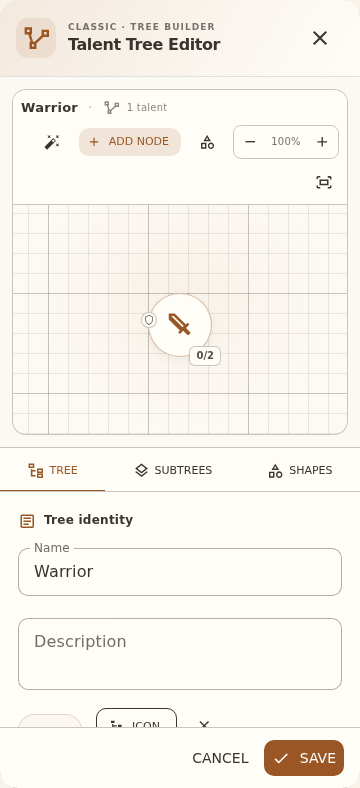 CLASSIC · TREE BUILDER
Talent Tree Editor
Warrior · 1 talent
ADD NODE
100%
0/2
TREE
SUBTREES
SHAPES
Tree identity
Name
Warrior
Description
ICON
CANCEL
SAVE